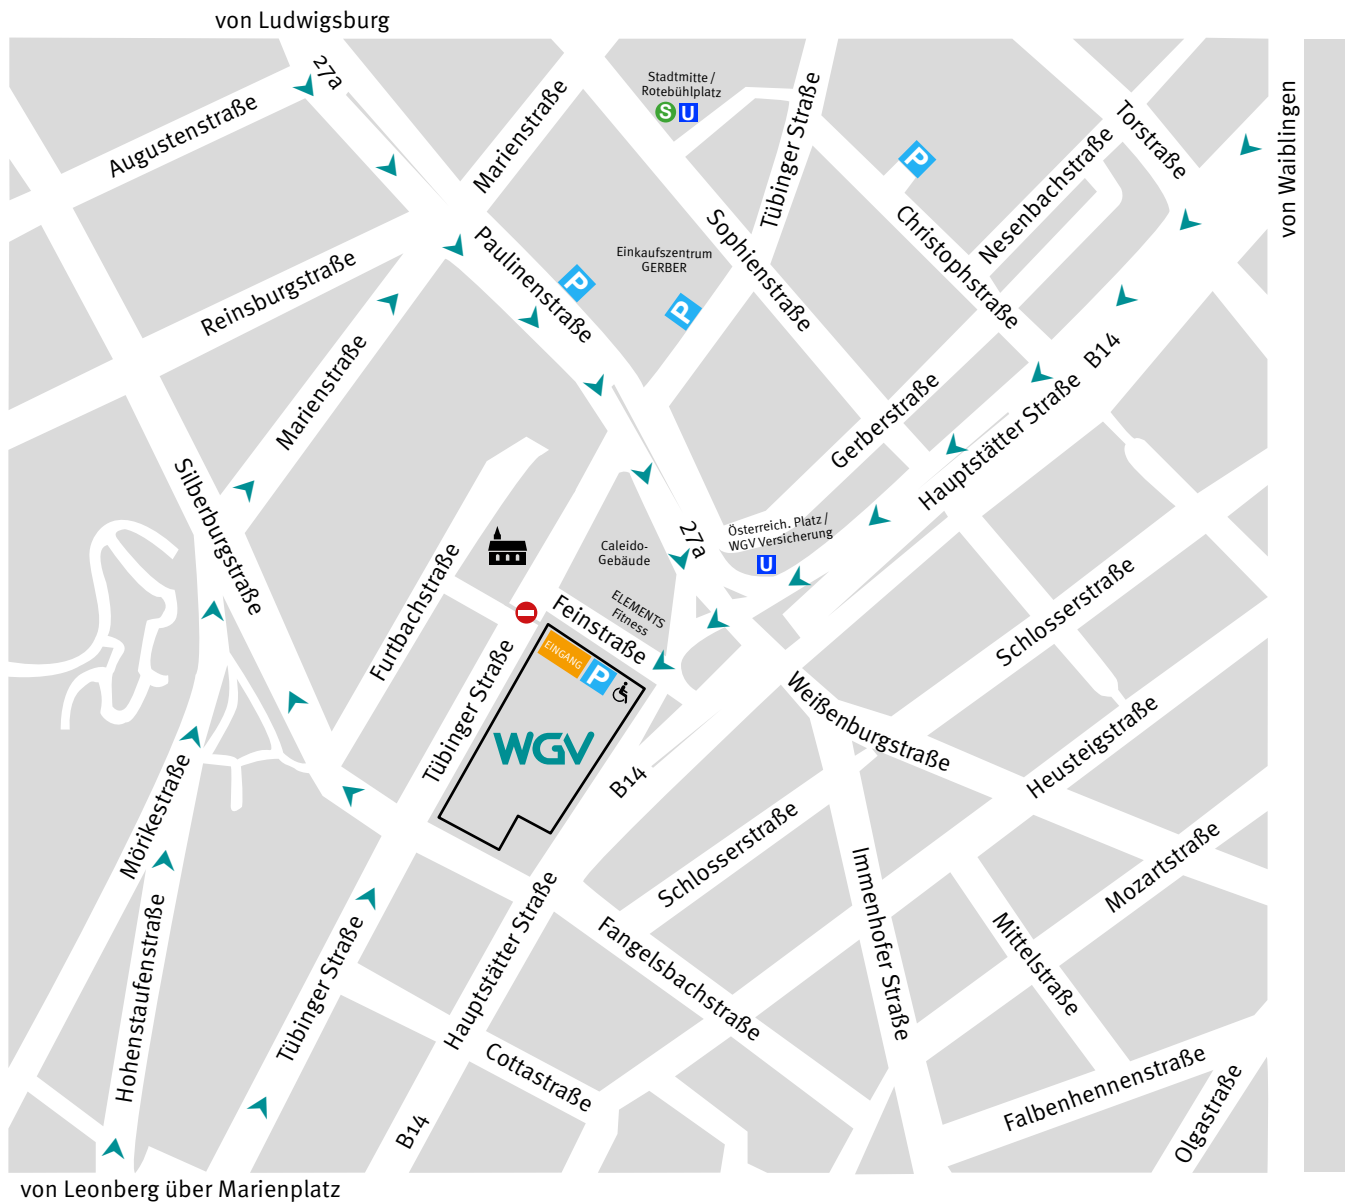 von Ludwigsburg
27a
Stadtmitte /
Rotebühlplatz
S U
Augustenstraße
Marienstraße
Tübinger Straße
Torstraße
von Waiblingen
P
Nesenbachstraße
Christophstraße
Sophienstraße
Paulinenstraße
P
Einkaufszentrum
GERBER
P
Reinsburgstraße
Marienstraße
B14
Gerberstraße
Hauptstätter Straße
Silberburgstraße
27a
Österreich. Platz /
WGV Versicherung
U
Caleido-
Gebäude
Furtbachstraße
ELEMENTS
Fitness
Feinstraße
Schlosserstraße
EINGANG
P
Tübinger Straße
WGV
B14
Weißenburgstraße
Heusteigstraße
Mörikestraße
Schlosserstraße
Mozartstraße
Immenhofer Straße
Hohenstaufenstraße
Tübinger Straße
Hauptstätter Straße
Fangelsbachstraße
Mittelstraße
Cottastraße
Falbenhennenstraße
Olgastraße
B14
von Leonberg über Marienplatz